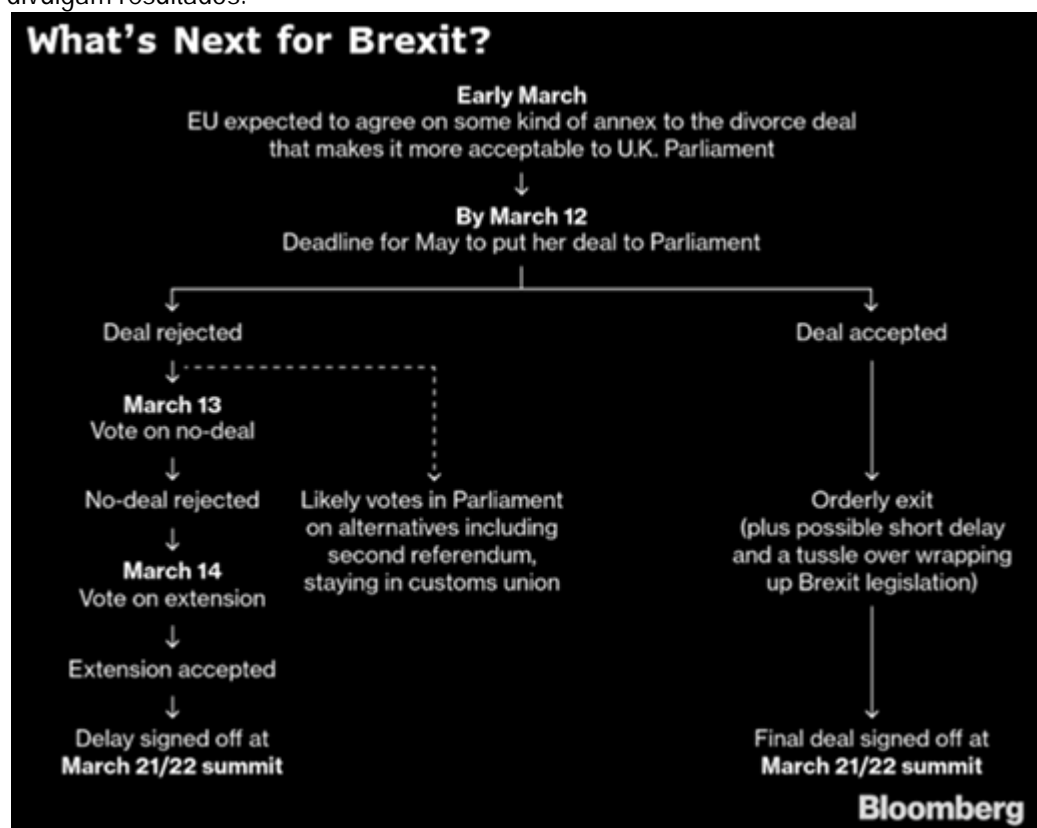 divulgam resultados.
What's Next for Brexit?
Early March
EU expected to agree on some kind of annex to the divorce deal
that makes it more acceptable to U.K. Parliament
By March 12
Deadline for May to put her deal to Parliament
Deal rejected
March 13
Vote on no-deal
No-deal rejected
March 14
Vote on extension
Extension accepted
Delay signed off at
March 21/22 summit
Likely votes in Parliament
on alternatives including
second referendum,
staying in customs union
Deal accepted
Orderly exit
(plus possible short delay
and a tussle over wrapping
up Brexit legislation)
Final deal signed off at
March 21/22 summit
Bloomberg